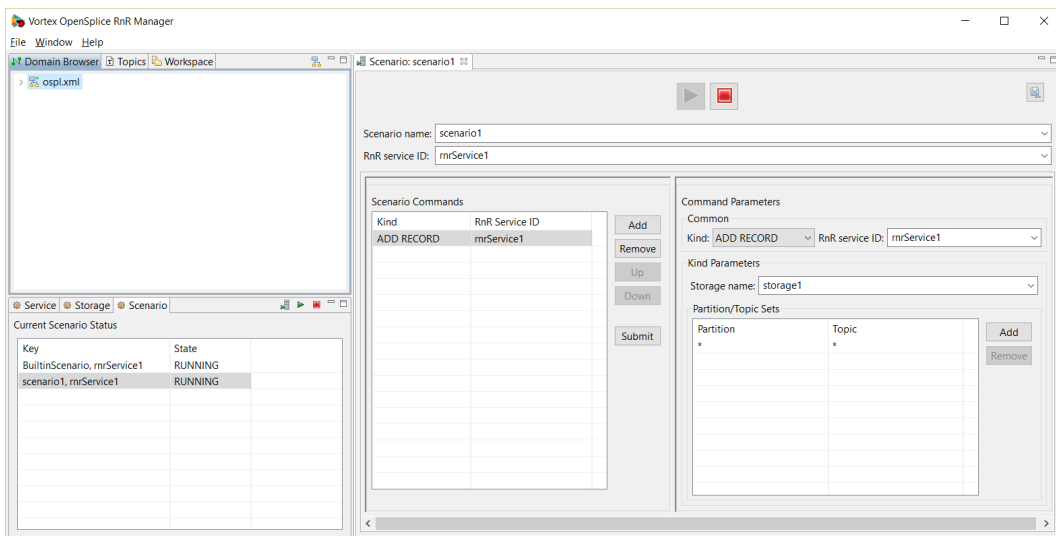 Vortex OpenSplice RnR Manager
File Window Help
Domain Browser Topics Workspace
ospl.xml
Service Storage Scenario
Current Scenario Status
Key State
BuiltinScenario, rnrService1 RUNNING
scenario1, rnrService1 RUNNING
Scenario: scenario1
Scenario name: scenario1
RnR service ID: rnrService1
Scenario Commands
Kind RnR Service ID
ADD RECORD rnrService1
Add
Remove
Up
Down
Submit
Command Parameters
Common
Kind: ADD RECORD RnR service ID: rnrService1
Kind Parameters
Storage name: storage1
Partition/Topic Sets
Partition Topic
* *
Add
Remove